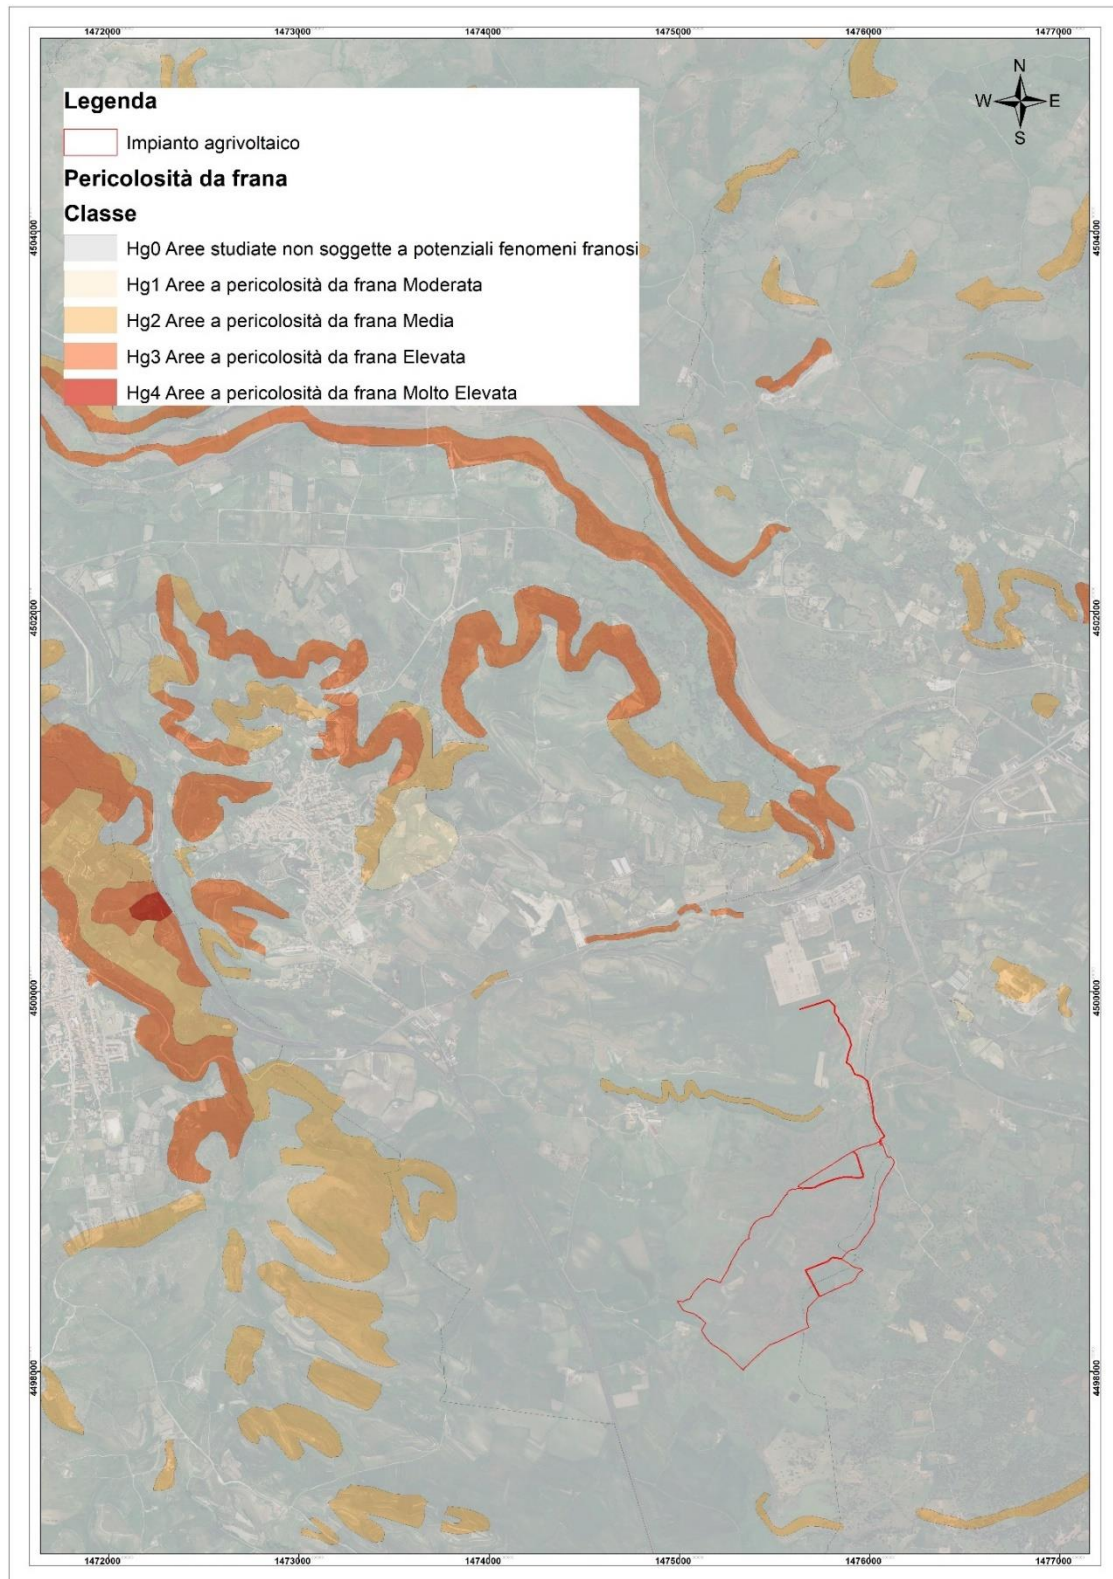 1472000 1473000 1474000 1475000 1476000 1477000
N
W E
S
Legenda
Impianto agrivoltaico
Pericolosità da frana
Classe
Hg0 Aree studiate non soggette a potenziali fenomeni franosi
Hg1 Aree a pericolosità da frana Moderata
Hg2 Aree a pericolosità da frana Media
Hg3 Aree a pericolosità da frana Elevata
Hg4 Aree a pericolosità da frana Molto Elevata
4504000 4504000
4502000 4502000
4500000 4500000
4498000 4498000
1472000 1473000 1474000 1475000 1476000 1477000